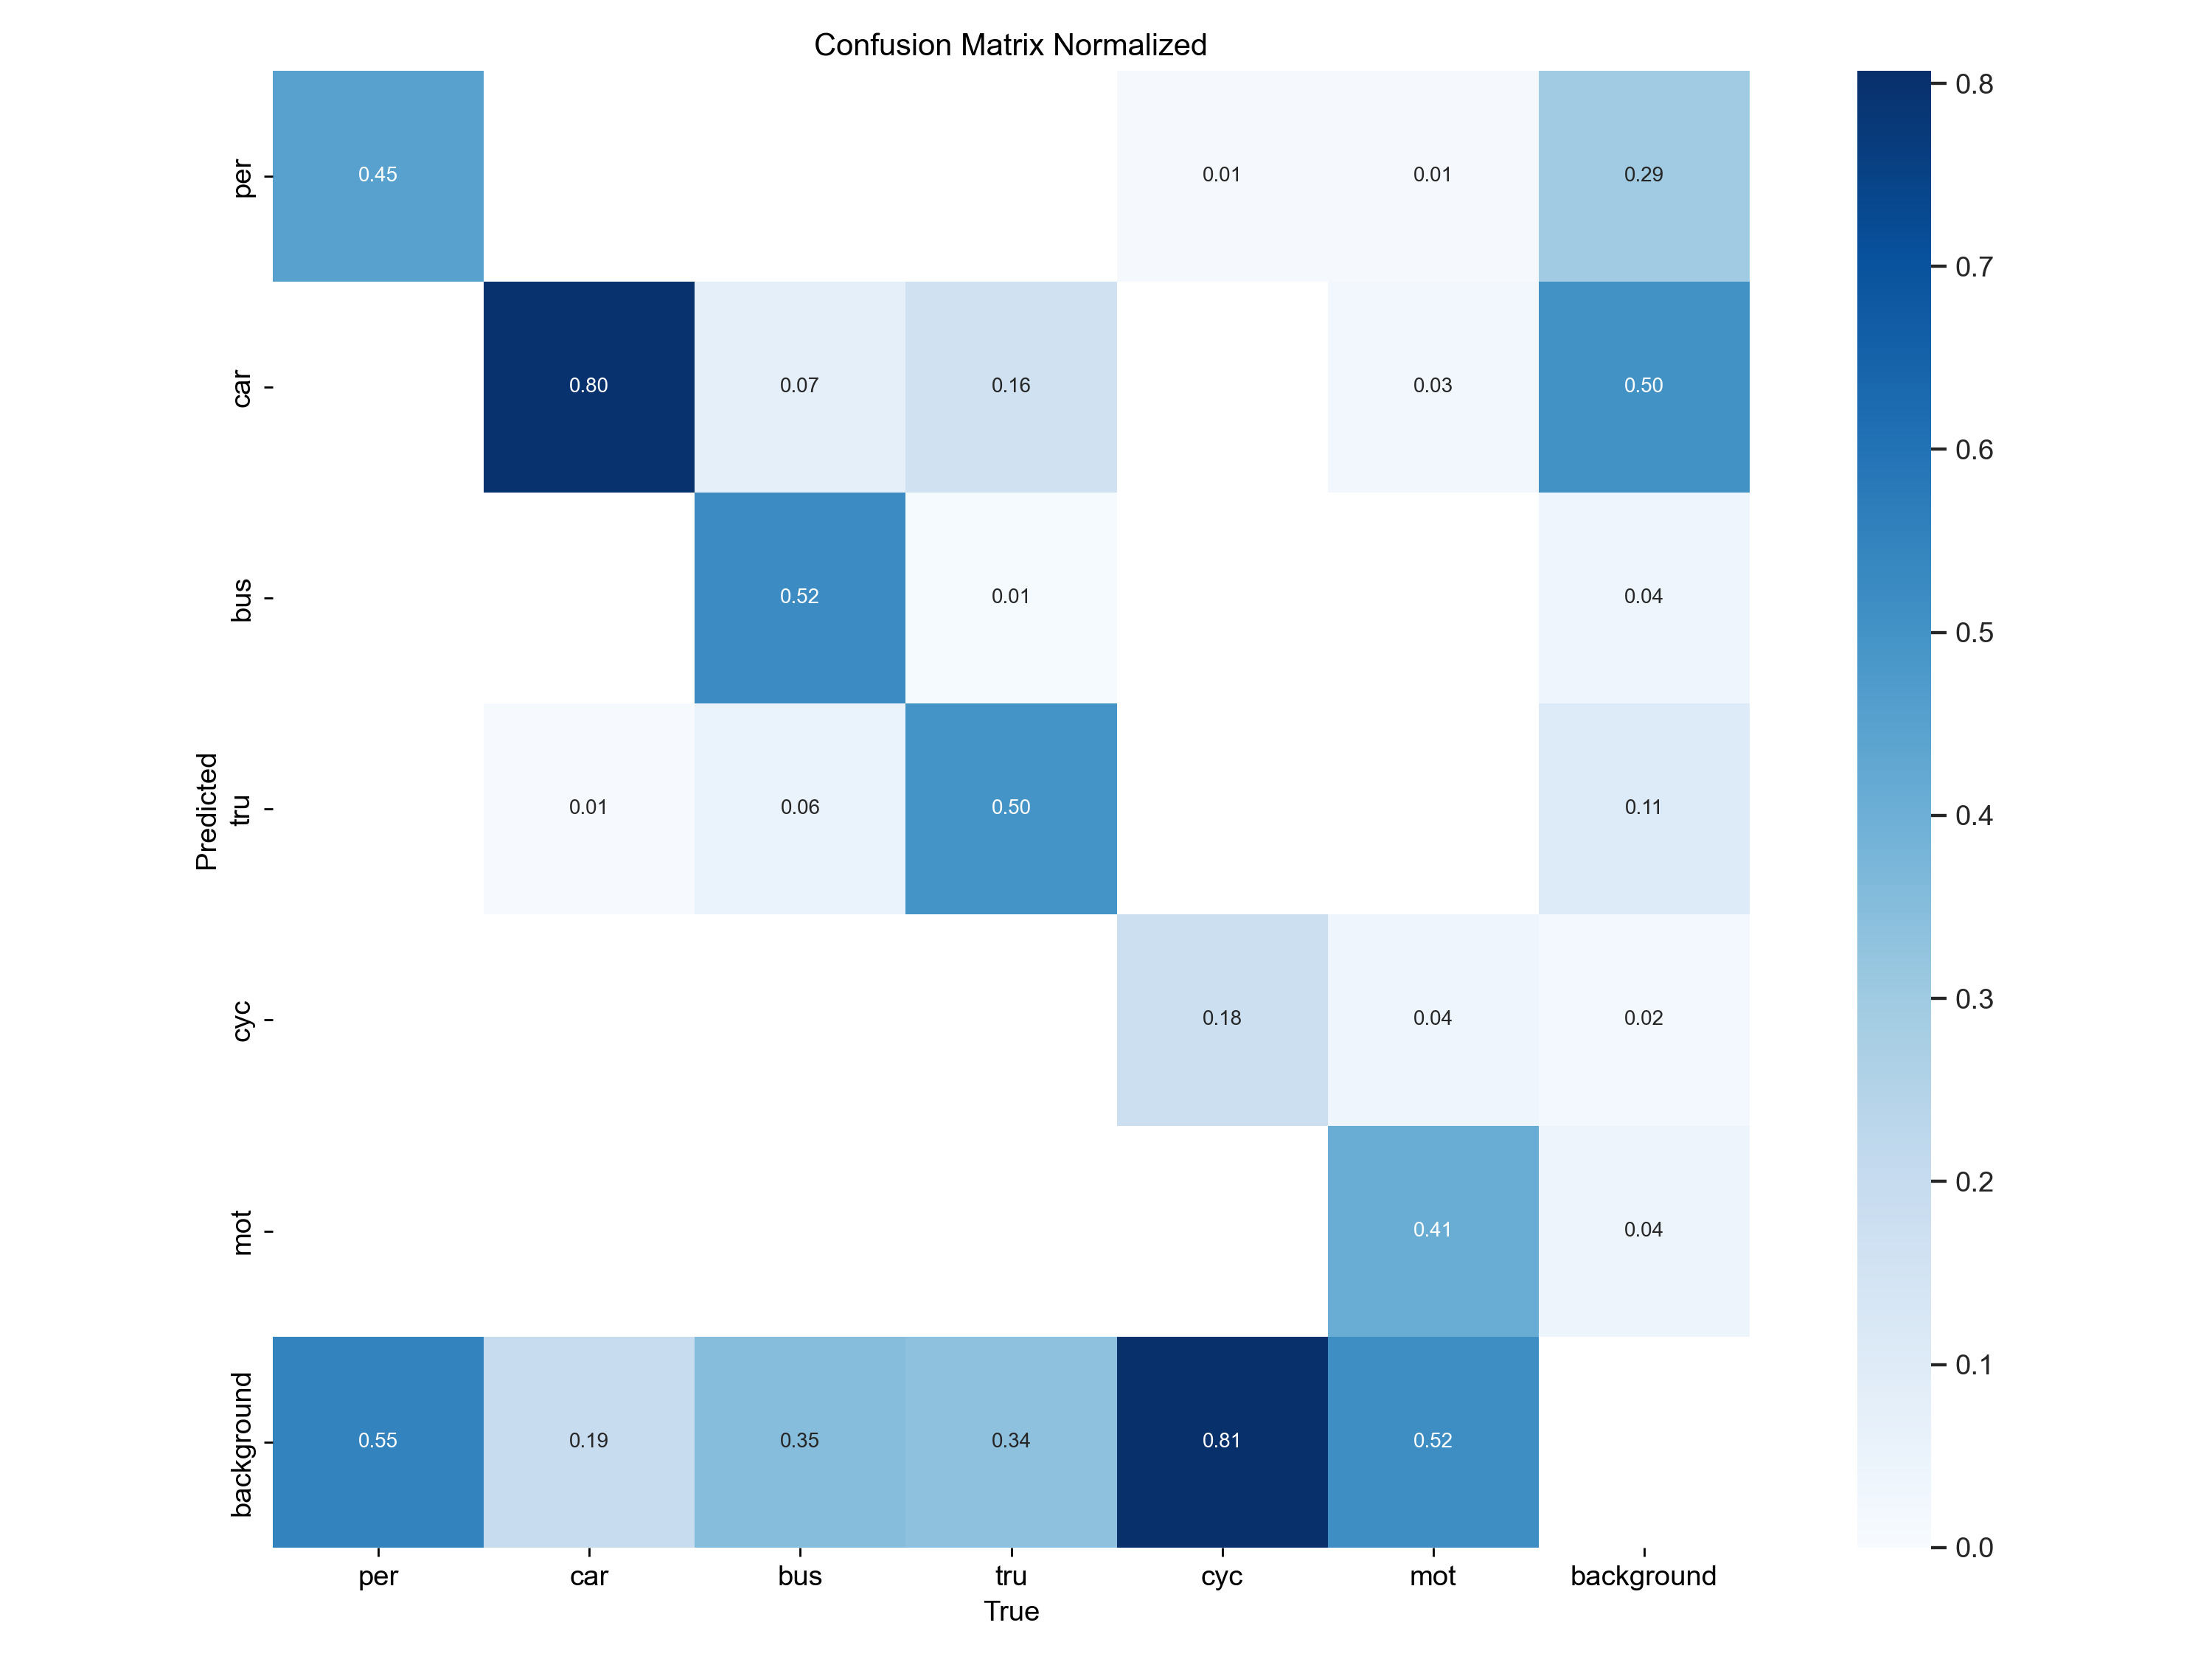 Confusion Matrix Normalized
per 0.45 0.01 0.01 0.29
car 0.80 0.07 0.16 0.03 0.50
bus 0.52 0.01 0.04
tru 0.01 0.06 0.50 0.11
cyc 0.18 0.04 0.02
mot 0.41 0.04
background 0.55 0.19 0.35 0.34 0.81 0.52
Predicted
per car bus tru cyc mot background
True
0.8
0.7
0.6
0.5
0.4
0.3
0.2
0.1
0.0